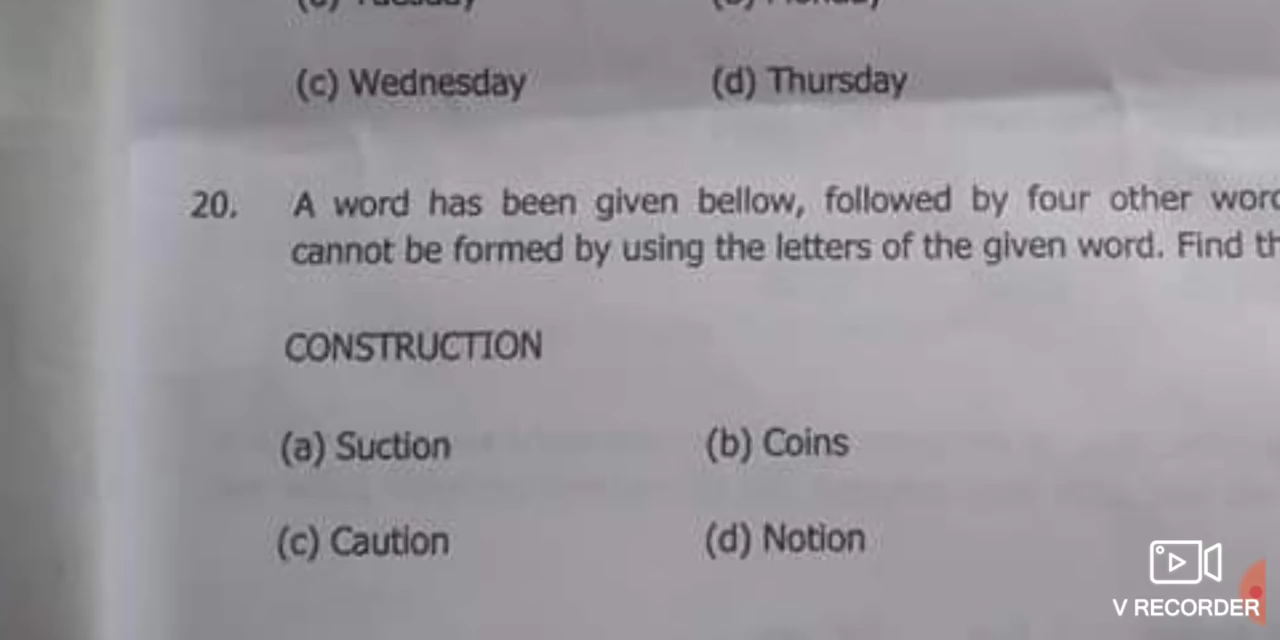 (c) Wednesday (d) Thursday
20. A word has been given bellow, followed by four other
cannot be formed by using the letters of the given word. Find
CONSTRUCTION
(a) Suction (b) Coins
(c) Caution (d) Notion
V RECORDER